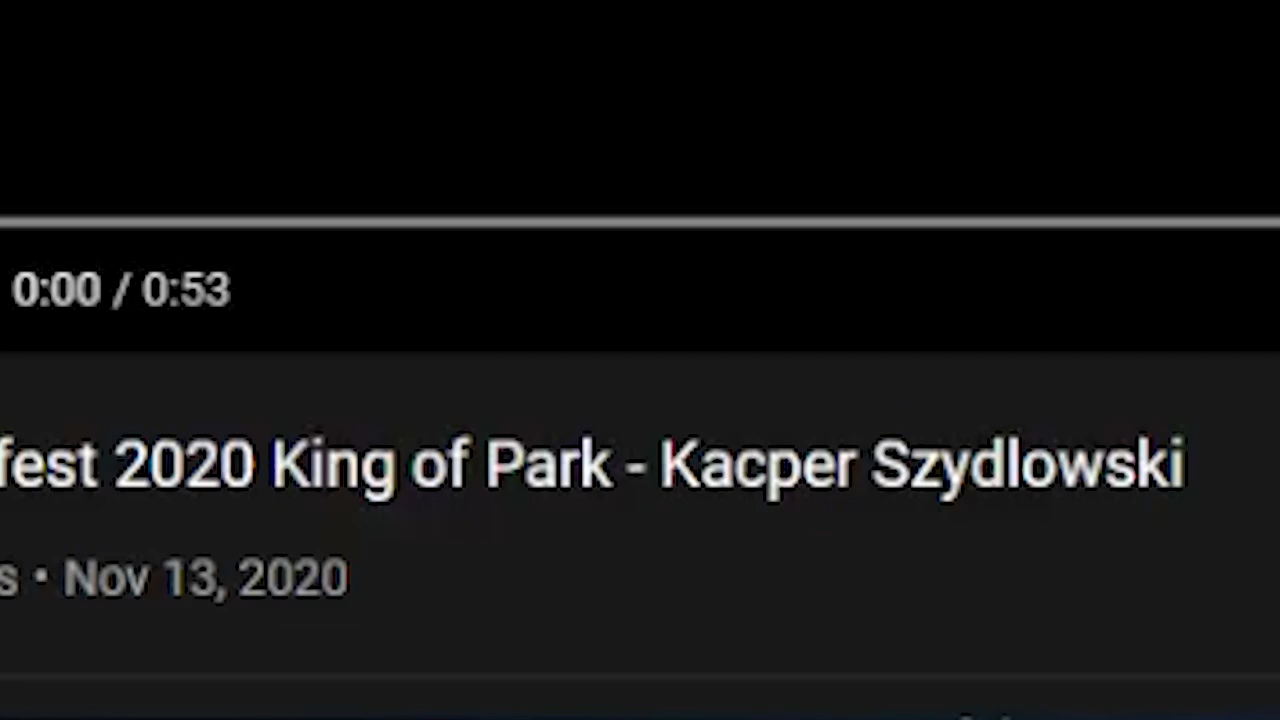 0:00 / 0:53
fest 2020 King of Park - Kacper Szydlowski
s • Nov 13, 2020